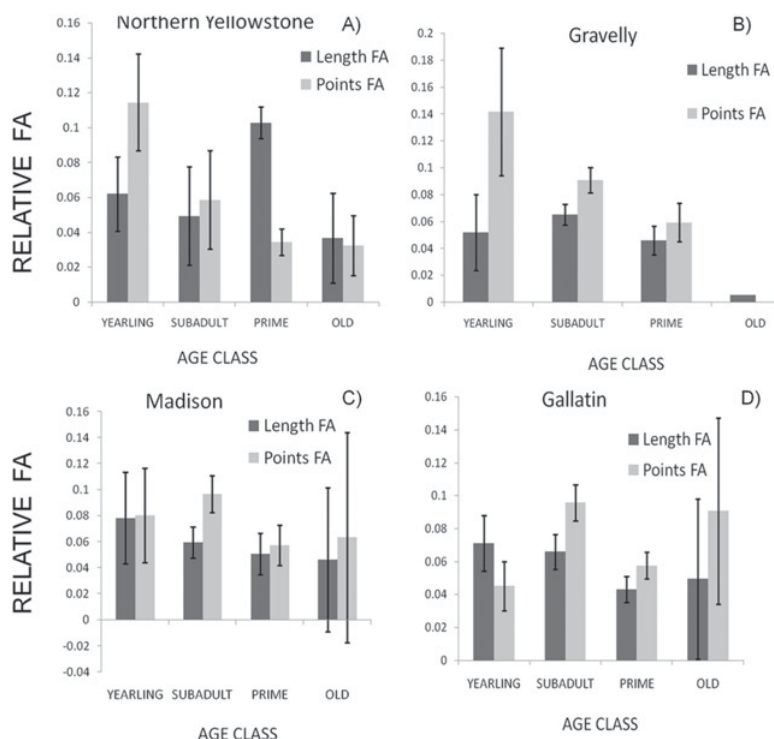 Northern Yellowstone
A)
0.16
0.14
0.12
0.1
0.08
0.06
0.04
0.02
0
RELATIVE FA
Length FA
Points FA
YEARLING SUBADULT PRIME OLD
AGE CLASS
Gravelly
B)
0.2
0.18
0.16
0.14
0.12
0.1
0.08
0.06
0.04
0.02
0
Length FA
Points FA
YEARLING SUBADULT PRIME OLD
AGE CLASS
Madison
C)
0.16
0.14
0.12
0.1
0.08
0.06
0.04
0.02
0
-0.02
-0.04
RELATIVE FA
Length FA
Points FA
YEARLING SUBADULT PRIME OLD
AGE CLASS
Gallatin
D)
0.16
0.14
0.12
0.1
0.08
0.06
0.04
0.02
0
Length FA
Points FA
YEARLING SUBADULT PRIME OLD
AGE CLASS